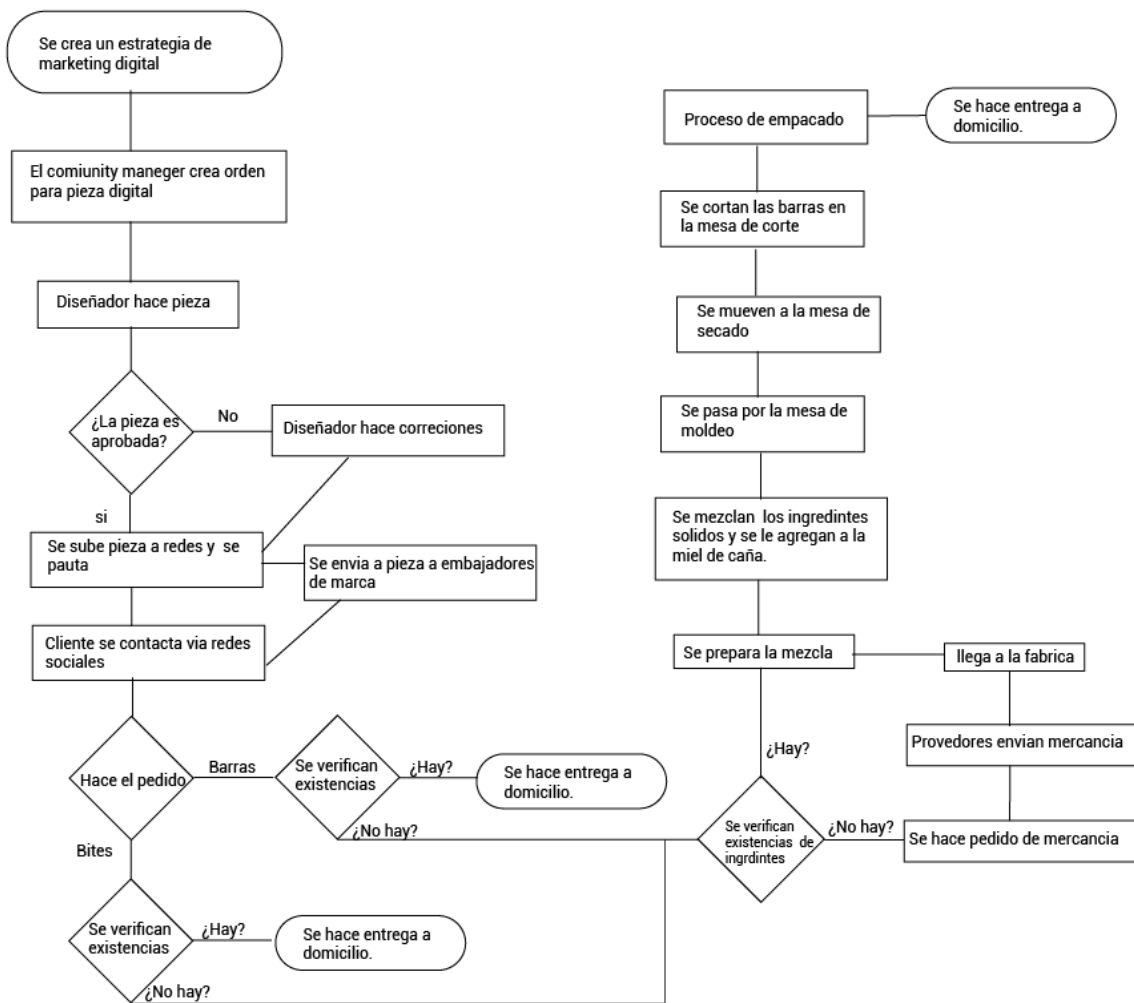 Se crea un estrategia de
marketing digital
El comiunity maneger crea orden
para pieza digital
Diseñador hace pieza
¿La pieza es
aprobada?
No
Diseñador hace correciones
si
Se sube pieza a redes y se
pauta
Se envia a pieza a embajadores
de marca
Cliente se contacta via redes
sociales
Hace el pedido
Barras
Se verifican
existencias
¿Hay?
Se hace entrega a
domicilio.
¿No hay?
Bites
Se verifican
existencias
¿Hay?
Se hace entrega a
domicilio.
¿No hay?
Proceso de empacado
Se hace entrega a
domicilio.
Se cortan las barras en
la mesa de corte
Se mueven a la mesa de
secado
Se pasa por la mesa de
moldeo
Se mezclan los ingredintes
solidos y se le agregan a la
miel de caña.
Se prepara la mezcla
llega a la fabrica
¿Hay?
Provedores envian mercancia
Se verifican
existencias de
ingrdintes
¿No hay?
Se hace pedido de mercancia